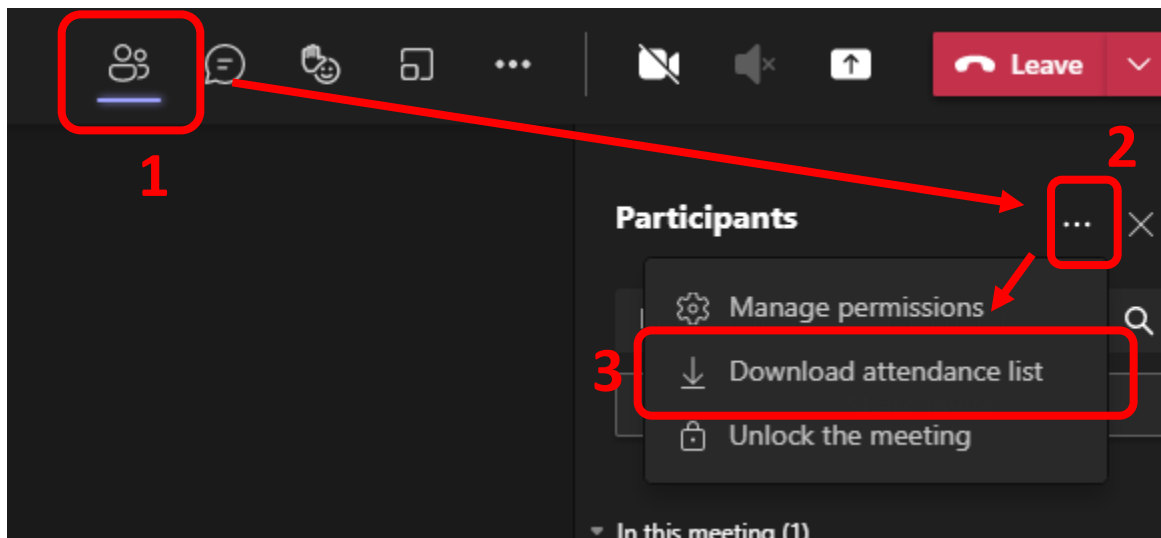 Leave
1
2
Participants
Manage permissions
3
Download attendance list
Unlock the meeting
In this meeting (1)